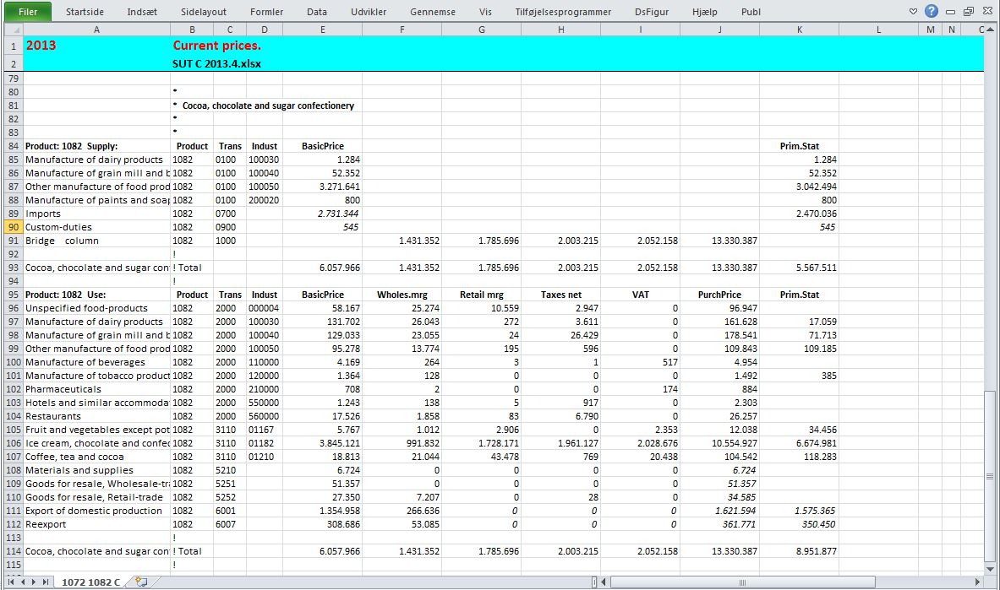 Filer Startside Indsæt Sidelayout Formler Data Udvikler Gennemse Vis Tilføjelsesprogrammer DsFigur Hjælp Publ
A B C D E F G H I J K L M N C
1 2013 Current prices.
2 SUT C 2013.4.xlsx
79
80 *
81 * Cocoa, chocolate and sugar confectionery
82 *
83 *
84 Product: 1082 Supply: Product Trans Indust BasicPrice Prim.Stat
85 Manufacture of dairy products 1082 0100 100030 1.284 1.284
86 Manufacture of grain mill and b 1082 0100 100040 52.352 52.352
87 Other manufacture of food prod 1082 0100 100050 3.271.641 3.042.494
88 Manufacture of paints and soap 1082 0100 200020 800 800
89 Imports 1082 0700 2.731.344 2.470.036
90 Custom-duties 1082 0900 545 545
91 Bridge column 1082 1000 1.431.352 1.785.696 2.003.215 2.052.158 13.330.387
92 !
93 Cocoa, chocolate and sugar con ! Total 6.057.966 1.431.352 1.785.696 2.003.215 2.052.158 13.330.387 5.567.511
94 !
95 Product: 1082 Use: Product Trans Indust BasicPrice Wholes.mrg Retail mrg Taxes net VAT PurchPrice Prim.Stat
96 Unspecified food-products 1082 2000 000004 58.167 25.274 10.559 2.947 0 96.947
97 Manufacture of dairy products 1082 2000 100030 131.702 26.043 272 3.611 0 161.628 17.059
98 Manufacture of grain mill and b 1082 2000 100040 129.033 23.055 24 26.429 0 178.541 71.713
99 Other manufacture of food prod 1082 2000 100050 95.278 13.774 195 596 0 109.843 109.185
100 Manufacture of beverages 1082 2000 110000 4.169 264 3 1 517 4.954
101 Manufacture of tobacco product 1082 2000 120000 1.364 128 0 0 0 1.492 385
102 Pharmaceuticals 1082 2000 210000 708 2 0 0 174 884
103 Hotels and similar accommoda 1082 2000 550000 1.243 138 5 917 0 2.303
104 Restaurants 1082 2000 560000 17.526 1.858 83 6.790 0 26.257
105 Fruit and vegetables except pot 1082 3110 01167 5.767 1.012 2.906 0 2.353 12.038 34.456
106 Ice cream, chocolate and confec 1082 3110 01182 3.845.121 991.832 1.728.171 1.961.127 2.028.676 10.554.927 6.674.981
107 Coffee, tea and cocoa 1082 3110 01210 18.813 21.044 43.478 769 20.438 104.542 118.283
108 Materials and supplies 1082 5210 6.724 0 0 0 0 6.724
109 Goods for resale, Wholesale-tra 1082 5251 51.357 0 0 0 0 51.357
110 Goods for resale, Retail-trade 1082 5252 27.350 7.207 0 28 0 34.585
111 Export of domestic production 1082 6001 1.354.958 266.636 0 0 0 1.621.594 1.575.365
112 Reexport 1082 6007 308.686 53.085 0 0 0 361.771 350.450
113 !
114 Cocoa, chocolate and sugar con ! Total 6.057.966 1.431.352 1.785.696 2.003.215 2.052.158 13.330.387 8.951.877
115 !
1072 1082 C